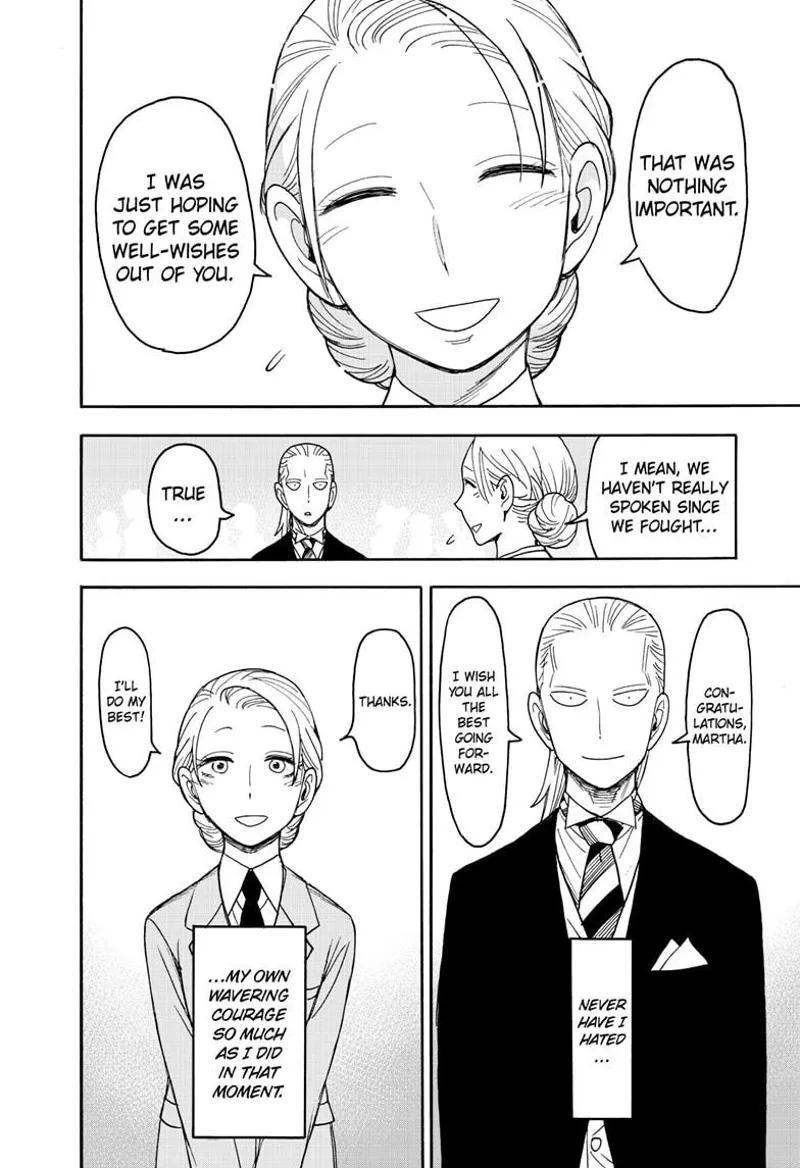 THAT WAS
NOTHING
IMPORTANT.
I WAS
JUST HOPING
TO GET SOME
WELL-WISHES
OUT OF YOU.
I MEAN, WE
HAVEN'T REALLY
SPOKEN SINCE
WE FOUGHT...
TRUE
...
CON-
GRATU-
LATIONS,
MARTHA.
I WISH
YOU ALL
THE
BEST
GOING
FOR-
WARD.
NEVER
HAVE I
HATED
...
THANKS.
I'LL
DO MY
BEST!
...MY OWN
WAVERING
COURAGE
SO MUCH
AS I DID
IN THAT
MOMENT.